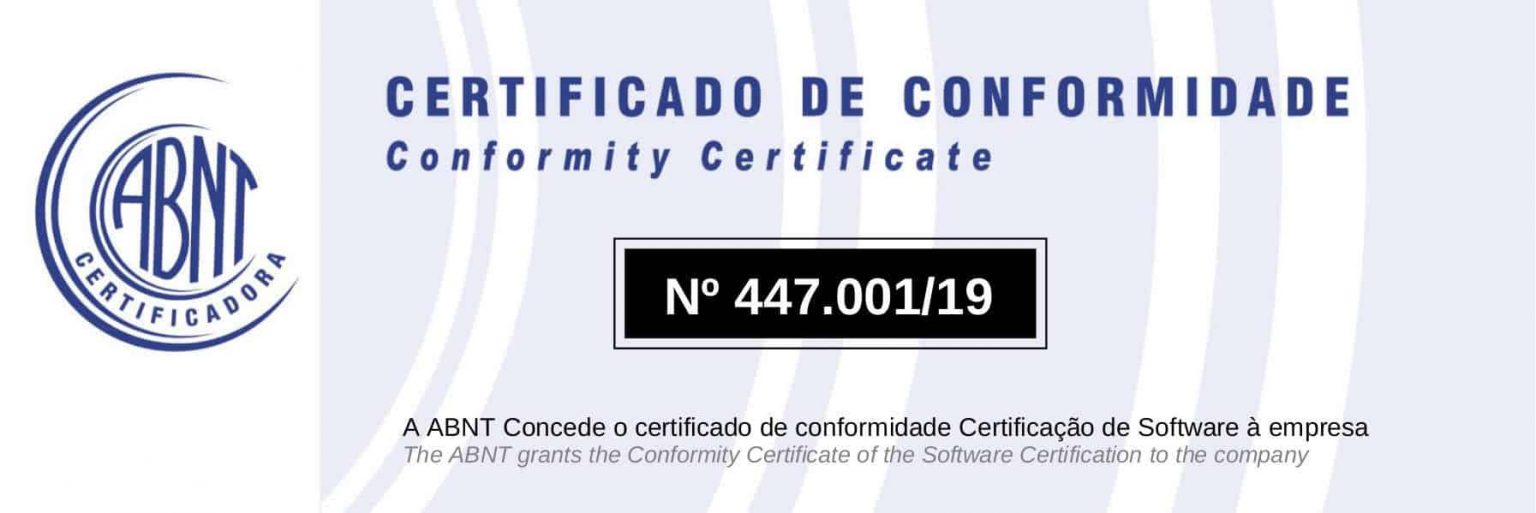 ABNT
CERTIFICADORA
CERTIFICADO DE CONFORMIDADE
Conformity Certificate
Nº 447.001/19
A ABNT Concede o certificado de conformidade Certificação de Software à empresa
The ABNT grants the Conformity Certificate of the Software Certification to the company